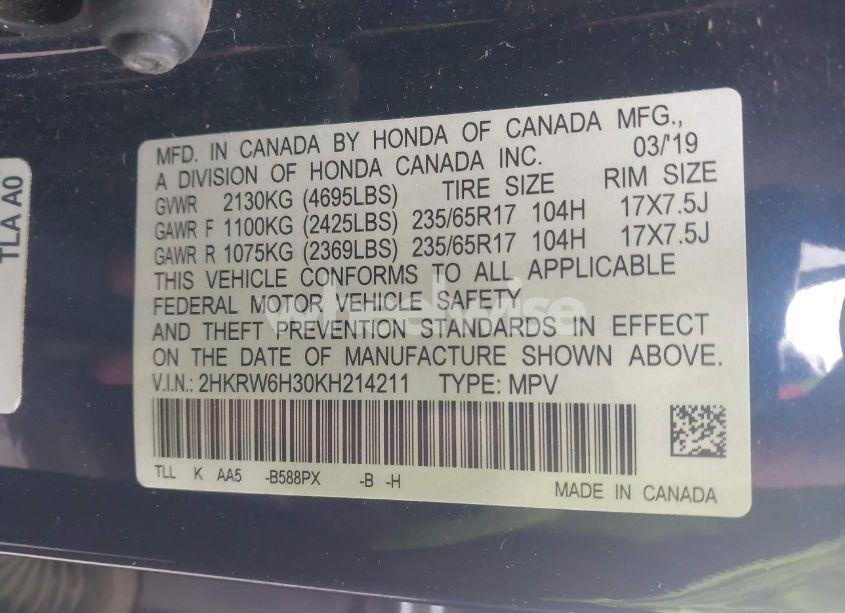 MFD. IN CANADA BY HONDA OF CANADA MFG.,
A DIVISION OF HONDA CANADA INC. 03/'19
GVWR 2130KG (4695LBS) TIRE SIZE RIM SIZE
GAWR F 1100KG (2425LBS) 235/65R17 104H 17X7.5J
GAWR R 1075KG (2369LBS) 235/65R17 104H 17X7.5J
THIS VEHICLE CONFORMS TO ALL APPLICABLE
FEDERAL MOTOR VEHICLE SAFETY
AND THEFT PREVENTION STANDARDS IN EFFECT
ON THE DATE OF MANUFACTURE SHOWN ABOVE.
V.I.N.: 2HKRW6H30KH214211 TYPE: MPV
TLL K AA5 -B588PX -B -H
MADE IN CANADA
TLA A0
wheelwise